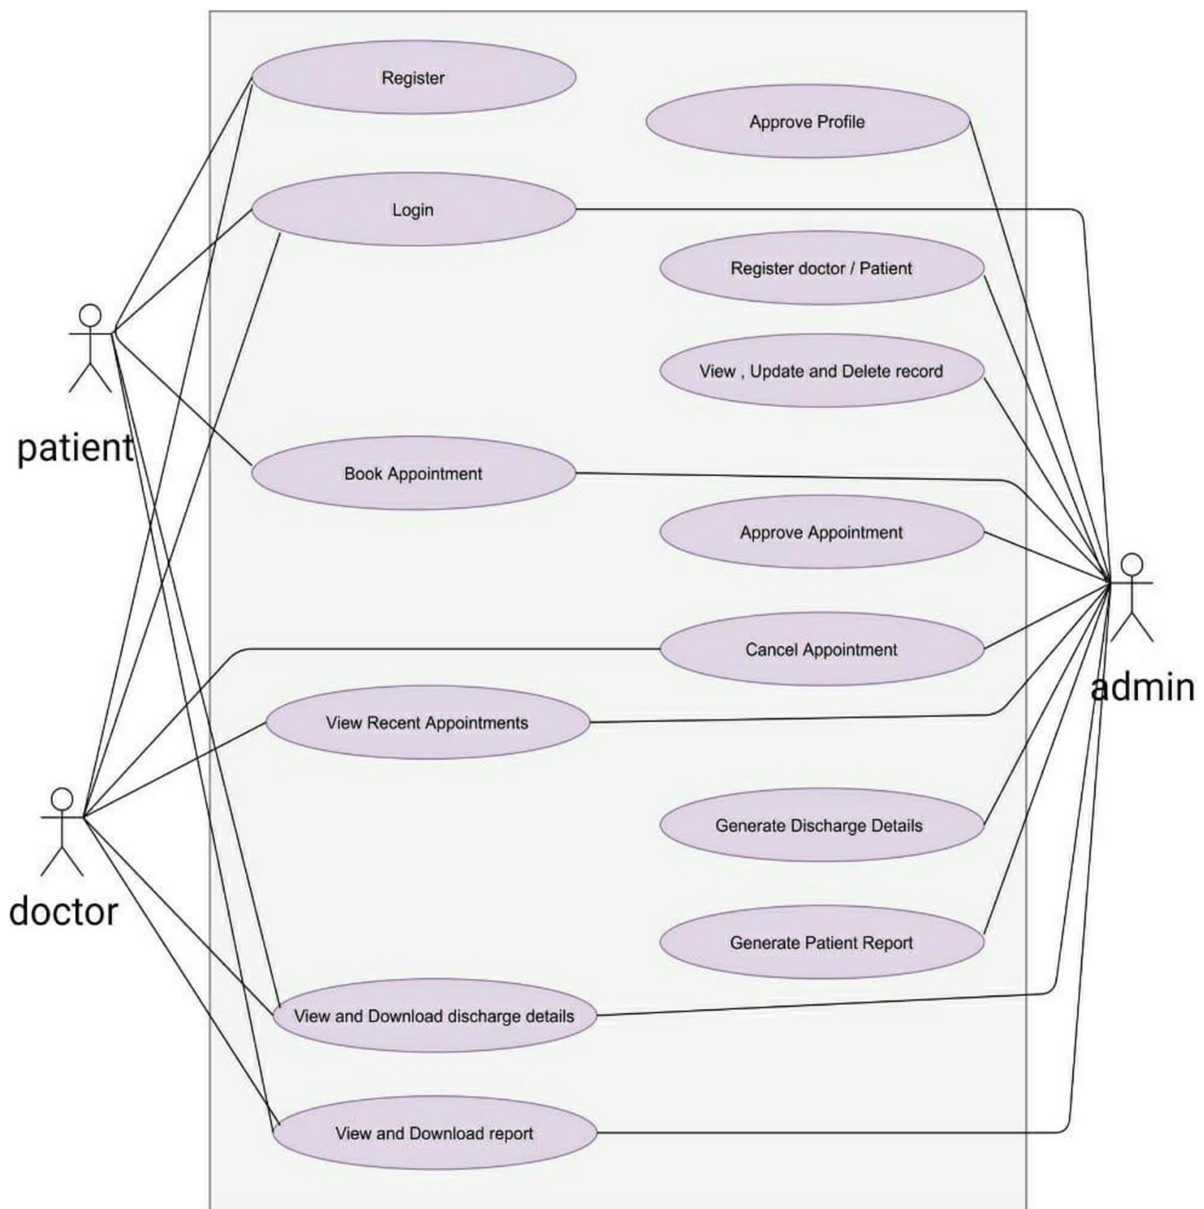 Register
Approve Profile
Login
Register doctor / Patient
View , Update and Delete record
patient
Book Appointment
Approve Appointment
Cancel Appointment
admin
View Recent Appointments
Generate Discharge Details
doctor
Generate Patient Report
View and Download discharge details
View and Download report